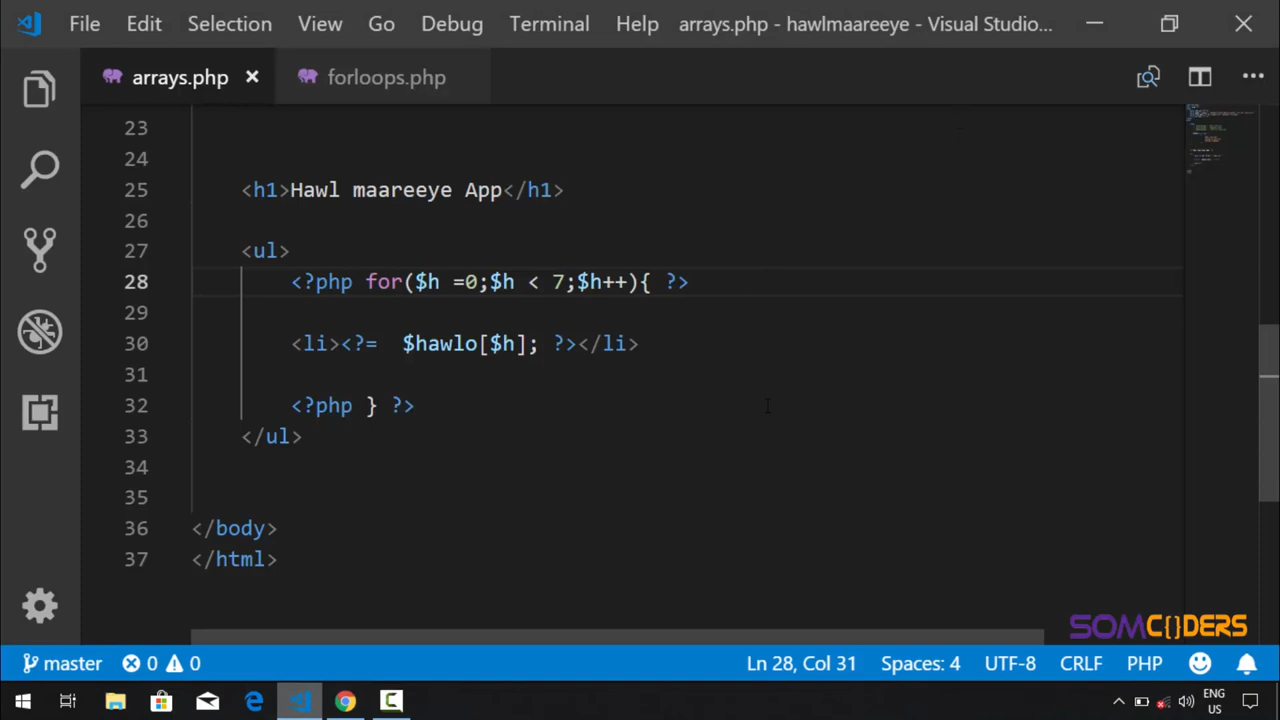 File Edit Selection View Go Debug Terminal Help arrays.php - hawlmaareeye - Visual Studio...
arrays.php forloops.php
23
24
25 <h1>Hawl maareeye App</h1>
26
27 <ul>
28 <?php for($h =0;$h < 7;$h++){ ?>
29
30 <li><?=  $hawlo[$h]; ?></li>
31
32 <?php } ?>
33 </ul>
34
35
36 </body>
37 </html>
SOMC{}DERS
master 0 0 Ln 28, Col 31 Spaces: 4 UTF-8 CRLF PHP
ENG
US